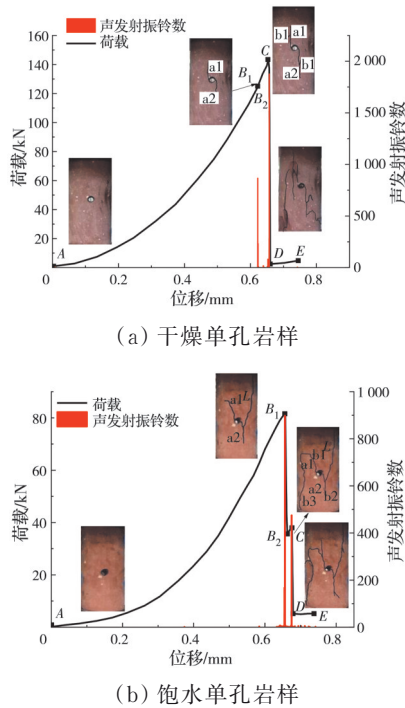 声发射振铃数
荷载
160
140
120
100
80
60
40
20
0
荷载/kN
2 000
1 500
1 000
500
0
声发射振铃数
A
B1
B2
C
D
E
a1
a2
b1
a1
a2
b1
0.0
0.2
0.4
0.6
0.8
位移/mm
(a) 干燥单孔岩样
荷载
声发射振铃数
80
60
40
20
荷载/kN
1 000
800
600
400
200
0
声发射振铃数
A
B1
B2
C
D
E
a1
L
a2
L
b1
a1
a2
b3
b2
0.0
0.2
0.4
0.6
0.8
位移/mm
(b) 饱水单孔岩样